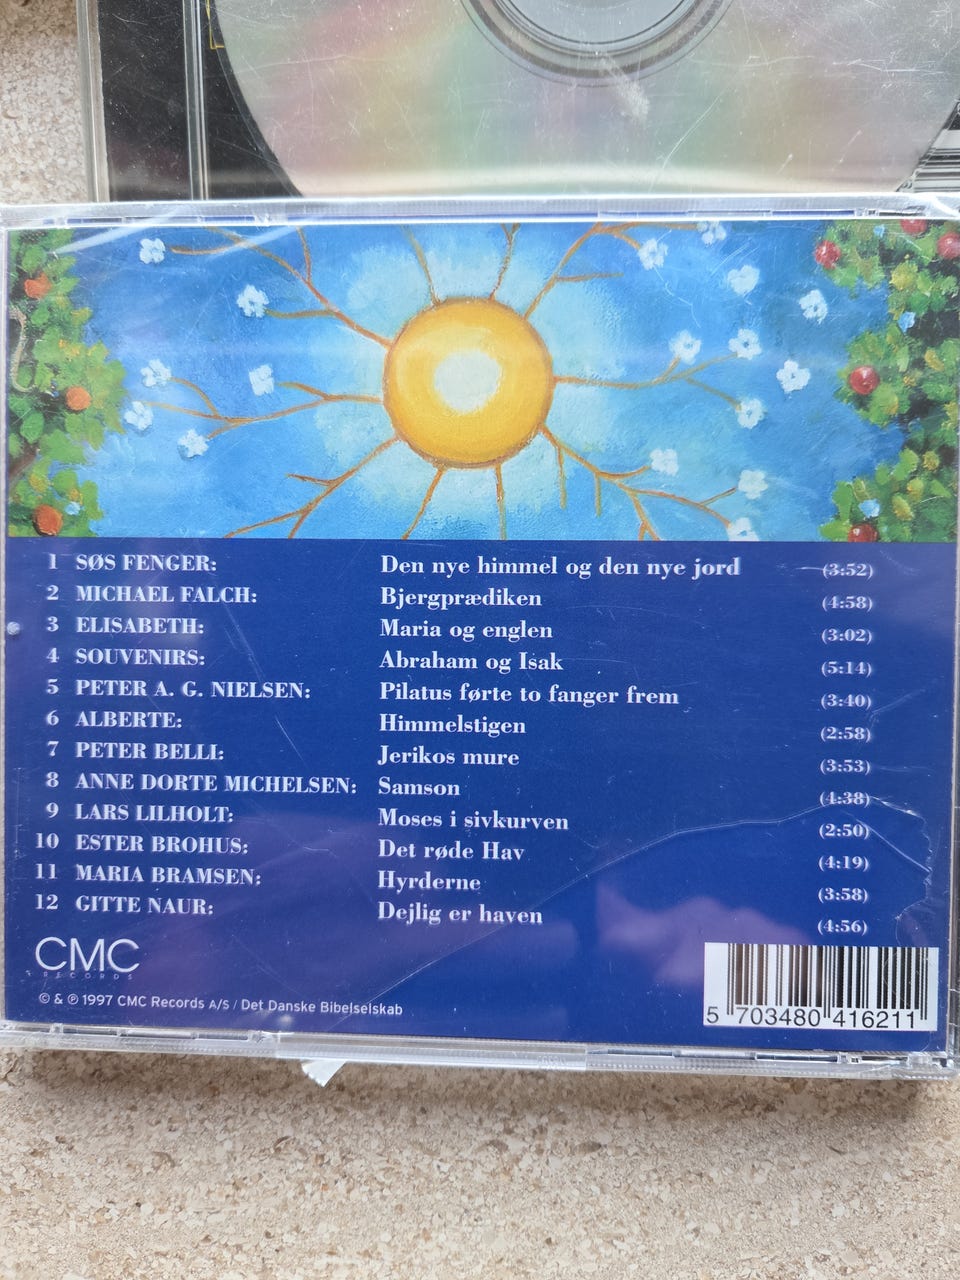 1 SØS FENGER: Den nye himmel og den nye jord (3:52)
2 MICHAEL FALCH: Bjergprædiken (4:58)
3 ELISABETH: Maria og englen (3:02)
4 SOUVENIRS: Abraham og Isak (5:14)
5 PETER A. G. NIELSEN: Pilatus førte to fanger frem (3:40)
6 ALBERTE: Himmelstigen (2:58)
7 PETER BELLI: Jerikos mure (3:53)
8 ANNE DORTE MICHELSEN: Samson (4:38)
9 LARS LILHOLT: Moses i sivkurven (2:50)
10 ESTER BROHUS: Det røde Hav (4:19)
11 MARIA BRAMSEN: Hyrderne (3:58)
12 GITTE NAUR: Dejlig er haven (4:56)
CMC
RECORDS
© & ℗ 1997 CMC Records A/S / Det Danske Bibelselskab
5 703480 416211